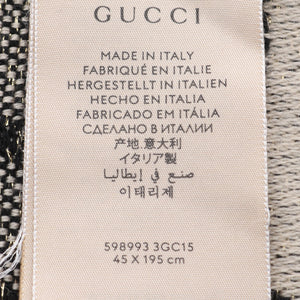 GUCCI
MADE IN ITALY
FABRIQUÉ EN ITALIE
HERGESTELLT IN ITALIEN
HECHO EN ITALIA
FABRICADO EM ITÁLIA
СДЕЛАНО В ИТАЛИИ
产地.意大利
イタリア製
صنع في إيطاليا
이태리제
598993 3GC15
45 X 195 cm